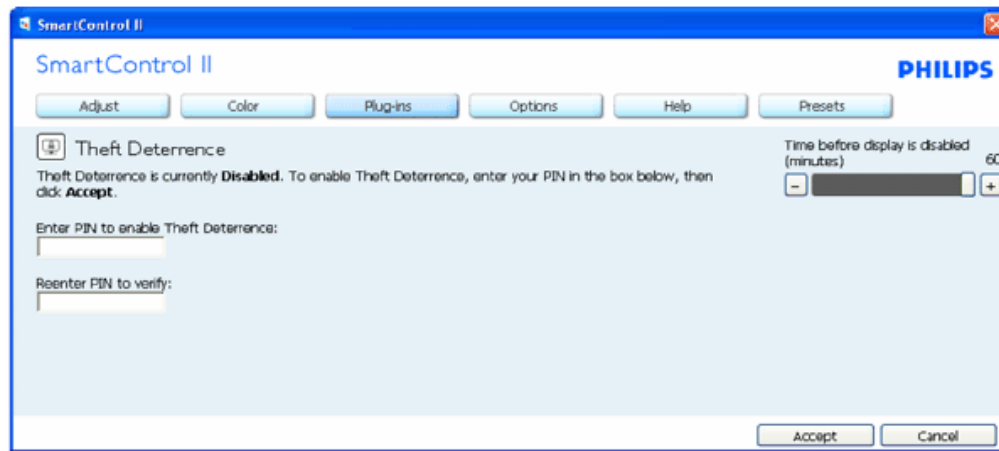 SmartControl II
SmartControl II
PHILIPS
Adjust Color Plug-ins Options Help Presets
Theft Deterrence
Theft Deterrence is currently Disabled. To enable Theft Deterrence, enter your PIN in the box below, then
click Accept.
Time before display is disabled
(minutes) 60
- +
Enter PIN to enable Theft Deterrence:
Reenter PIN to verify:
Accept Cancel